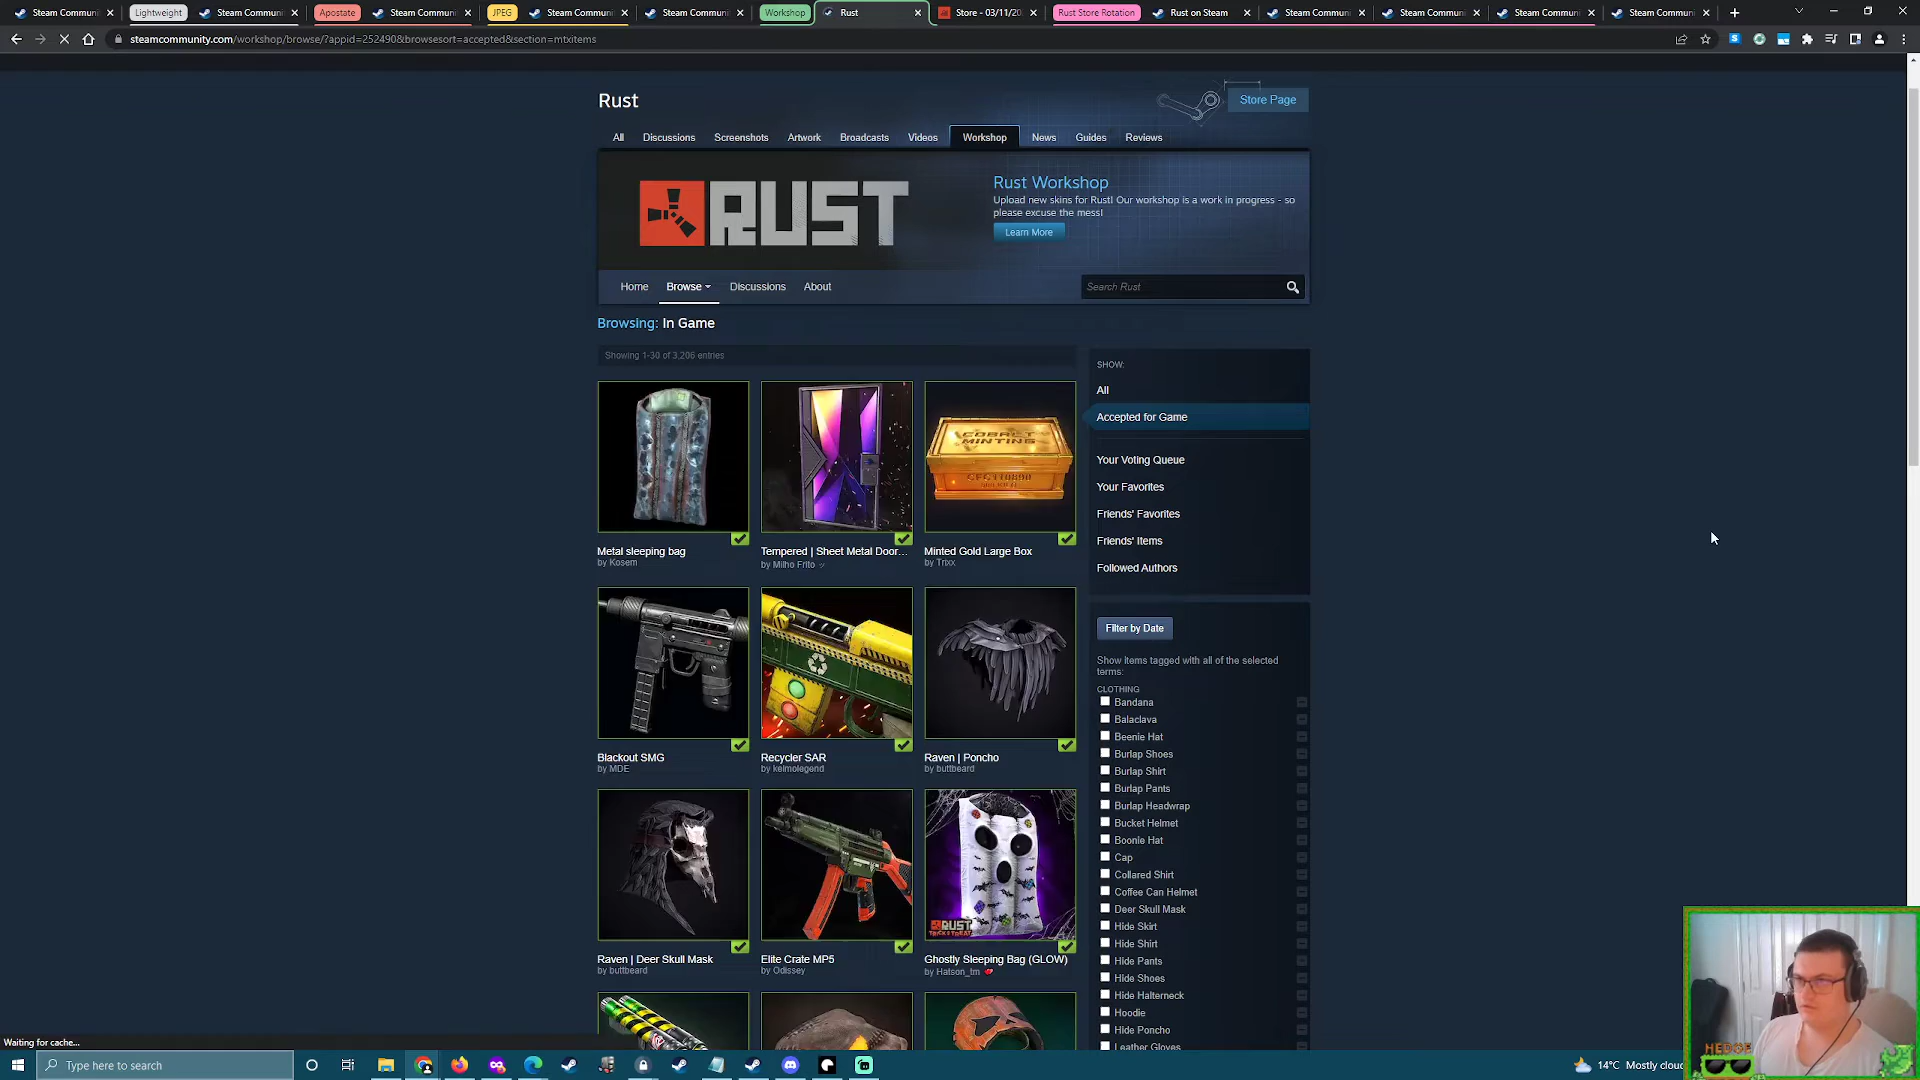 Steam Communi
Lightweight
Steam Communi
Apostate
Steam Communi
JPEG
Steam Communi
Steam Communi
Workshop
Rust
Store - 03/11/20
Rust Store Rotation
Rust on Steam
Steam Communi
Steam Communi
Steam Communi
Steam Communi
steamcommunity.com/workshop/browse/?appid=252490&browsesort=accepted&section=mtxitems
Rust
Store Page
All
Discussions
Screenshots
Artwork
Broadcasts
Videos
Workshop
News
Guides
Reviews
RUST
Rust Workshop
Upload new skins for Rust! Our workshop is a work in progress - so
please excuse the mess!
Learn More
Home
Browse
Discussions
About
Search Rust
Browsing: In Game
Showing 1-30 of 3,206 entries
COBALT
MINTING
Metal sleeping bag
by Kosem
Tempered | Sheet Metal Door...
by Milho Frito
Minted Gold Large Box
by Trixx
Blackout SMG
by MDE
Recycler SAR
by keimolegend
Raven | Poncho
by buttbeard
RUST
Raven | Deer Skull Mask
by buttbeard
Elite Crate MP5
by Odissey
Ghostly Sleeping Bag (GLOW)
by Hatson_tm
SHOW:
All
Accepted for Game
Your Voting Queue
Your Favorites
Friends' Favorites
Friends' Items
Followed Authors
Filter by Date
Show items tagged with all of the selected
terms:
CLOTHING
Bandana
Balaclava
Beenie Hat
Burlap Shoes
Burlap Shirt
Burlap Pants
Burlap Headwrap
Bucket Helmet
Boonie Hat
Cap
Collared Shirt
Coffee Can Helmet
Deer Skull Mask
Hide Skirt
Hide Shirt
Hide Pants
Hide Shoes
Hide Halterneck
Hoodie
Hide Poncho
Leather Gloves
Waiting for cache...
HEDGE
Type here to search
14°C Mostly cloud